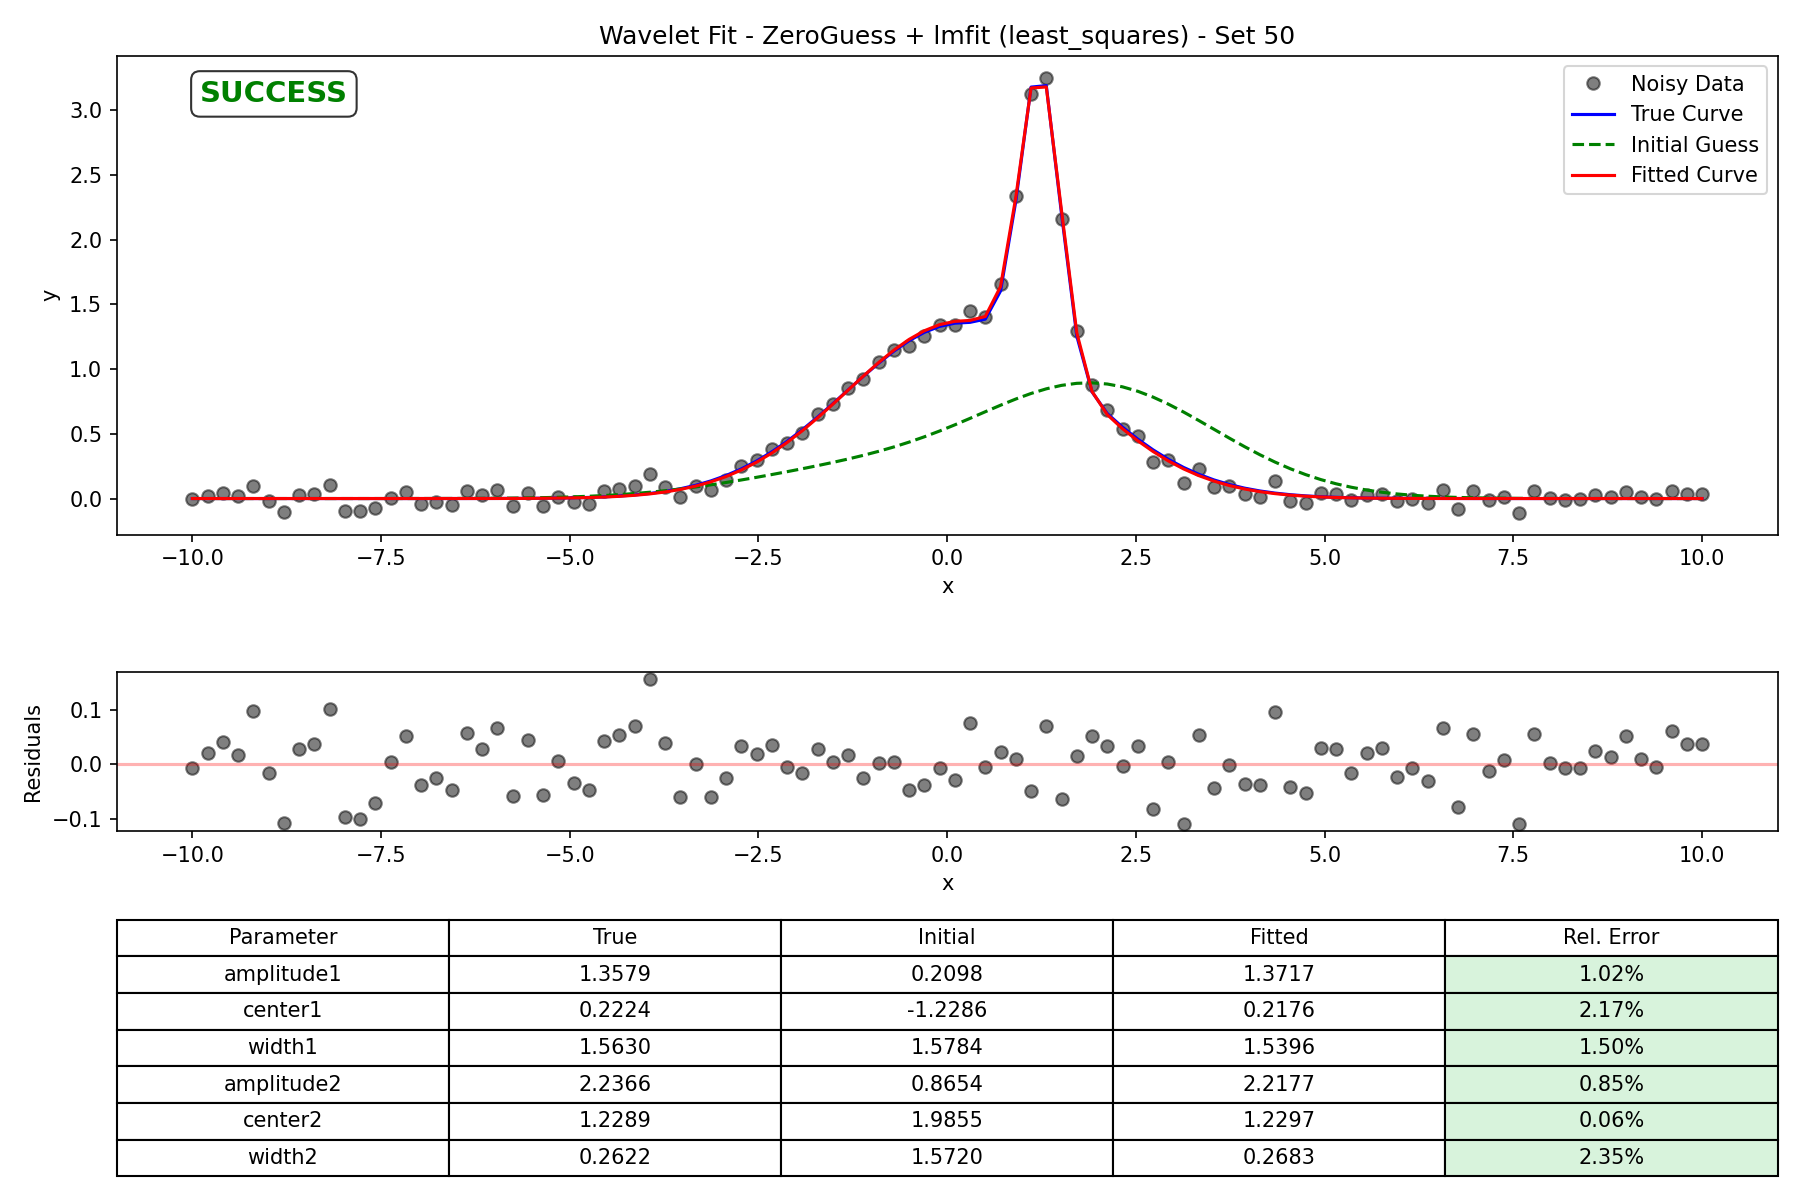 Wavelet Fit - ZeroGuess + lmfit (least_squares) - Set 50
SUCCESS
Noisy Data
True Curve
Initial Guess
Fitted Curve
y
3.0
2.5
2.0
1.5
1.0
0.5
0.0
−10.0 −7.5 −5.0 −2.5 0.0 2.5 5.0 7.5 10.0
x
Residuals
0.1
0.0
−0.1
−10.0 −7.5 −5.0 −2.5 0.0 2.5 5.0 7.5 10.0
x
Parameter True Initial Fitted Rel. Error
amplitude1 1.3579 0.2098 1.3717 1.02%
center1 0.2224 -1.2286 0.2176 2.17%
width1 1.5630 1.5784 1.5396 1.50%
amplitude2 2.2366 0.8654 2.2177 0.85%
center2 1.2289 1.9855 1.2297 0.06%
width2 0.2622 1.5720 0.2683 2.35%